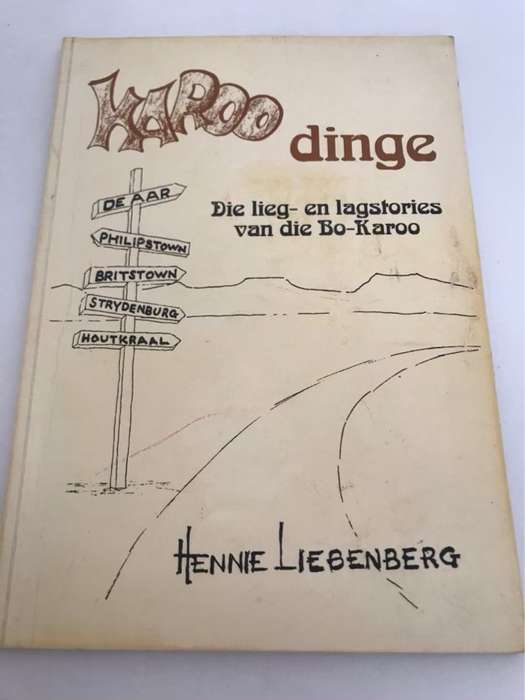 KAROO
dinge
Die lieg- en lagstories
van die Bo-Karoo
DE AAR
PHILIPSTOWN
BRITSTOWN
STRYDENBURG
HOUTKRAAL
HENNIE LIEBENBERG